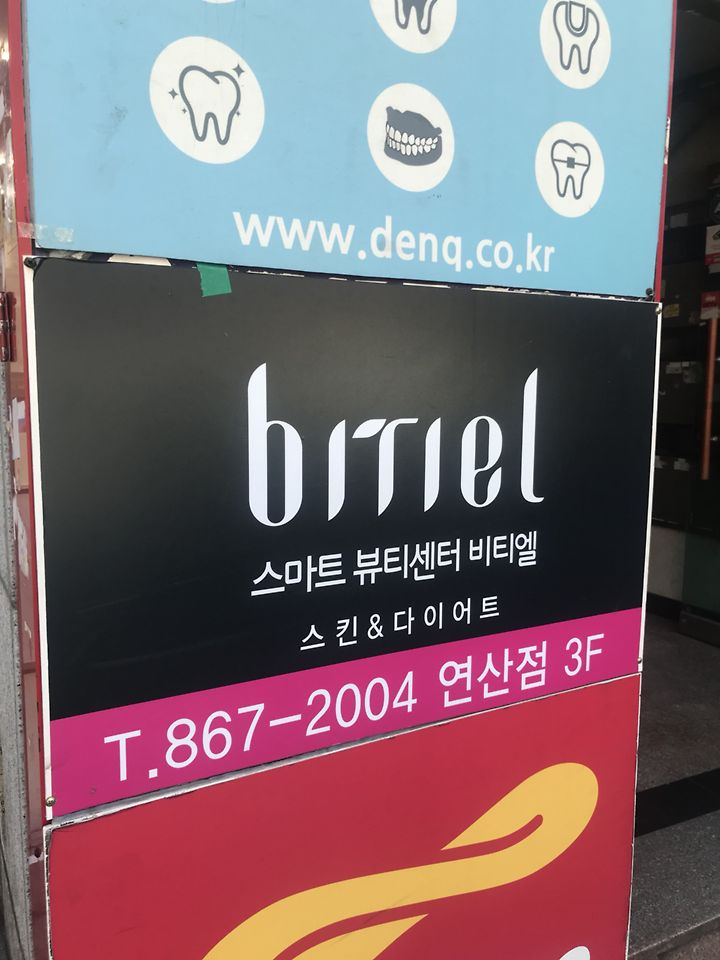 www.denq.co.kr
bitiel
스마트 뷰티센터 비티엘
스킨&다이어트
T.867-2004 연산점 3F